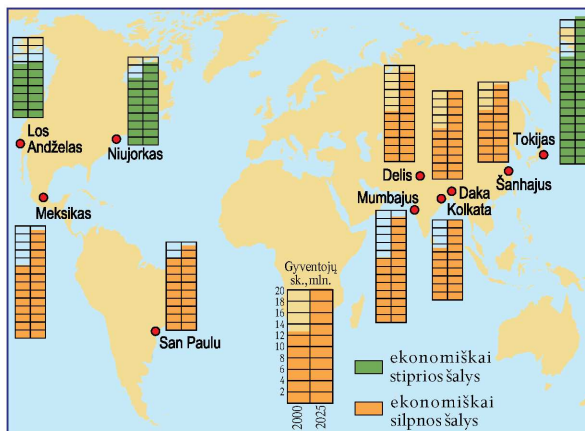 Los
Andželas
Niujorkas
Meksikas
San Paulu
Delis
Mumbajus
Daka
Kolkata
Tokijas
Šanhajus
Gyventojų
sk., mln.
20
18
16
14
12
10
8
6
4
2
2000
2025
ekonomiškai
stiprios šalys
ekonomiškai
silpnos šalys